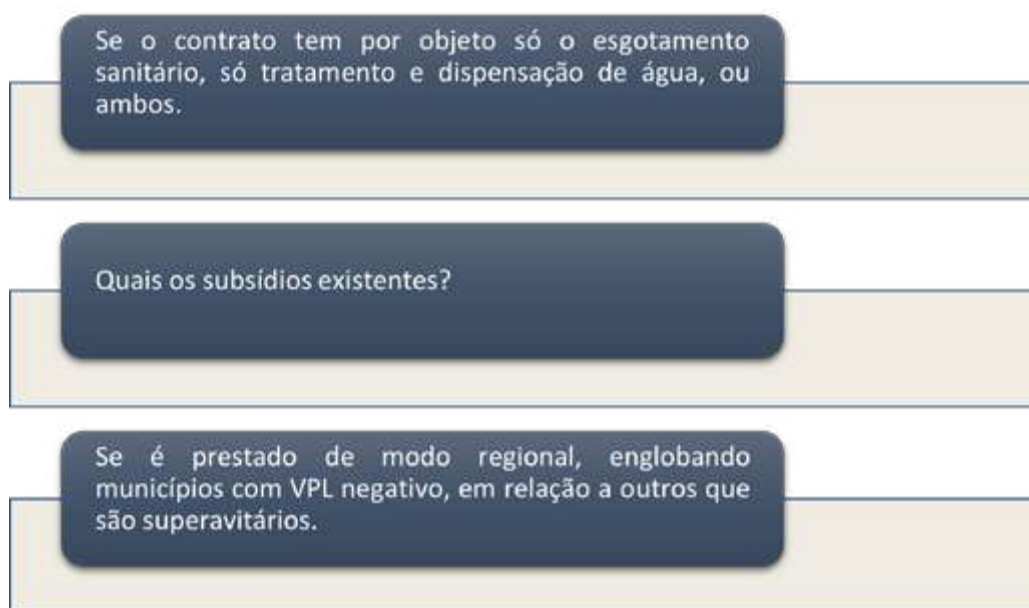 Se o contrato tem por objeto só o esgotamento
sanitário, só tratamento e dispensação de água, ou
ambos.
Quais os subsídios existentes?
Se é prestado de modo regional, englobando
municípios com VPL negativo, em relação a outros que
são superavitários.